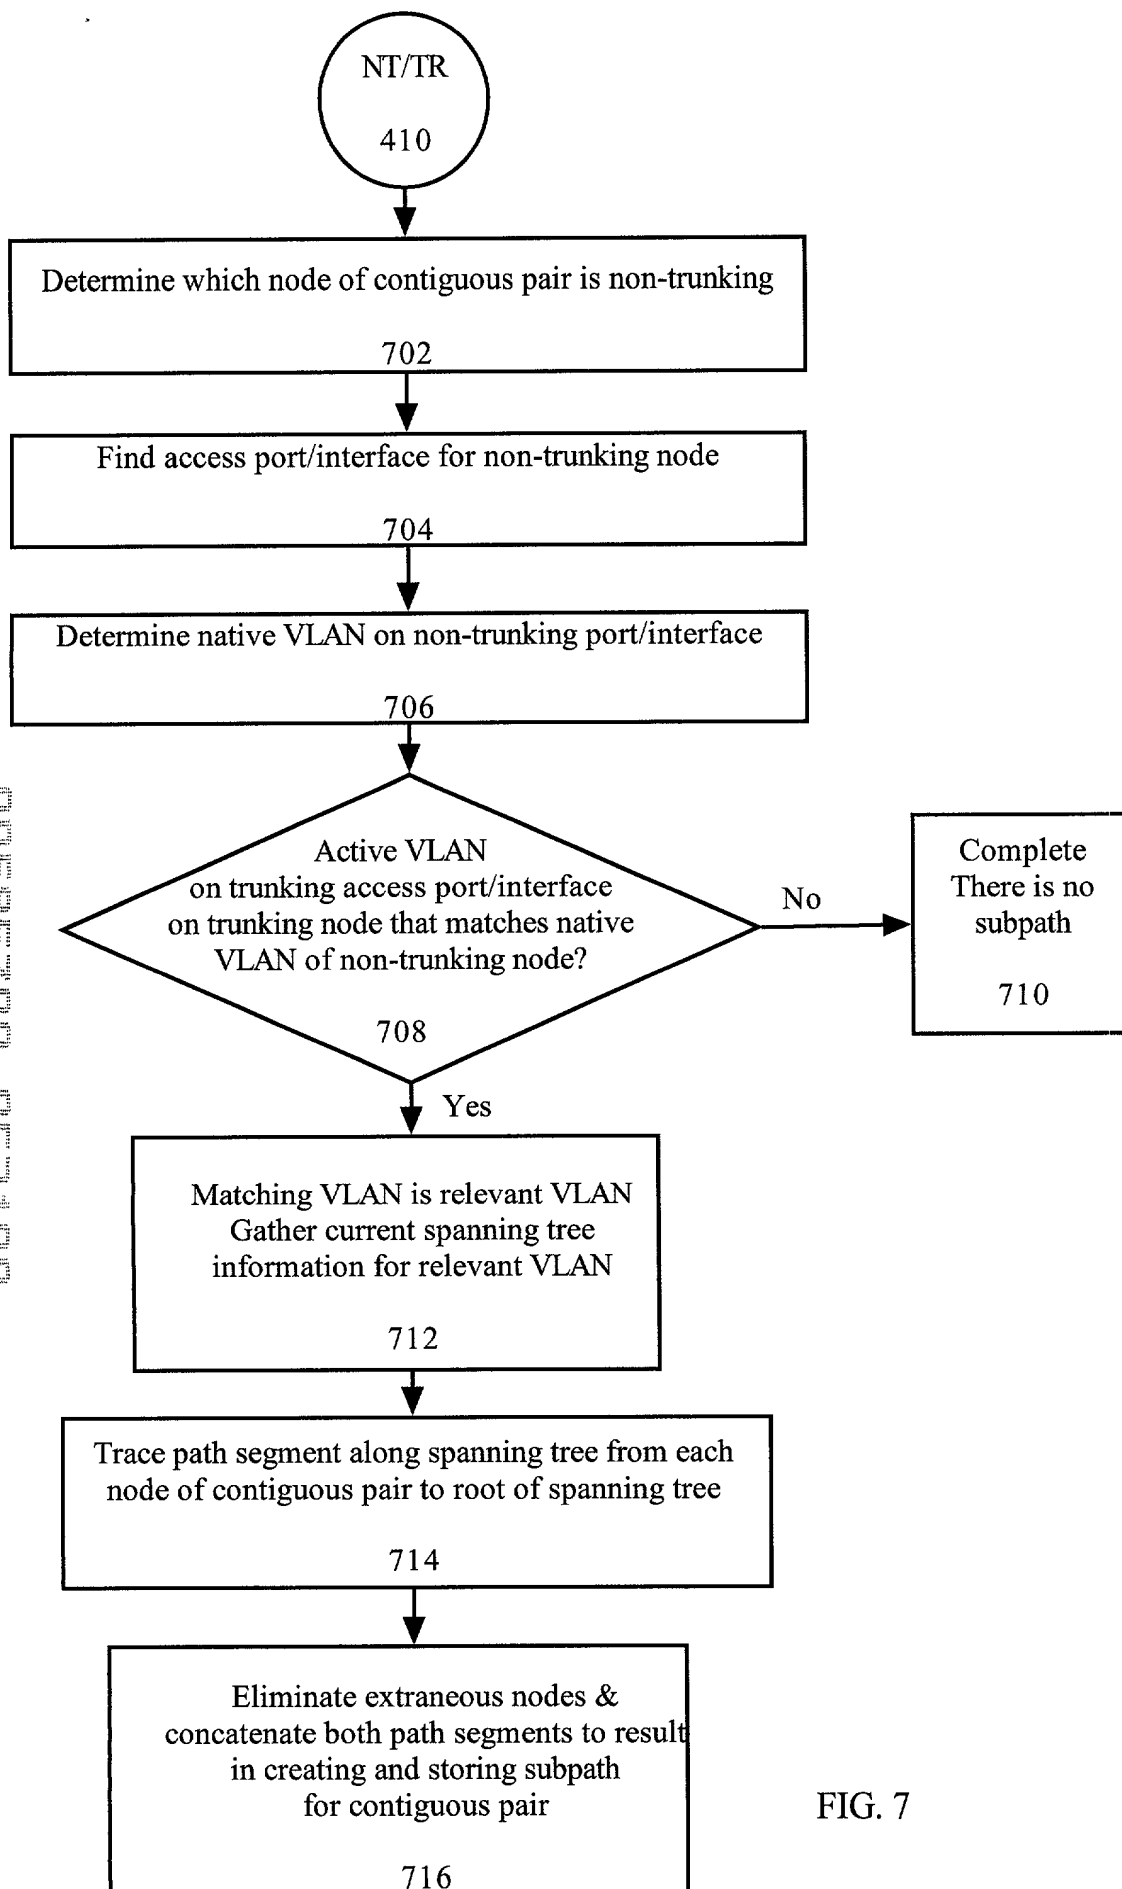 NT/TR
410
Determine which node of contiguous pair is non-trunking
702
Find access port/interface for non-trunking node
704
Determine native VLAN on non-trunking port/interface
706
Active VLAN
on trunking access port/interface
on trunking node that matches native
VLAN of non-trunking node?
708
No
Complete
There is no
subpath
710
Yes
Matching VLAN is relevant VLAN
Gather current spanning tree
information for relevant VLAN
712
Trace path segment along spanning tree from each
node of contiguous pair to root of spanning tree
714
Eliminate extraneous nodes &
concatenate both path segments to result
in creating and storing subpath
for contiguous pair
716
FIG. 7